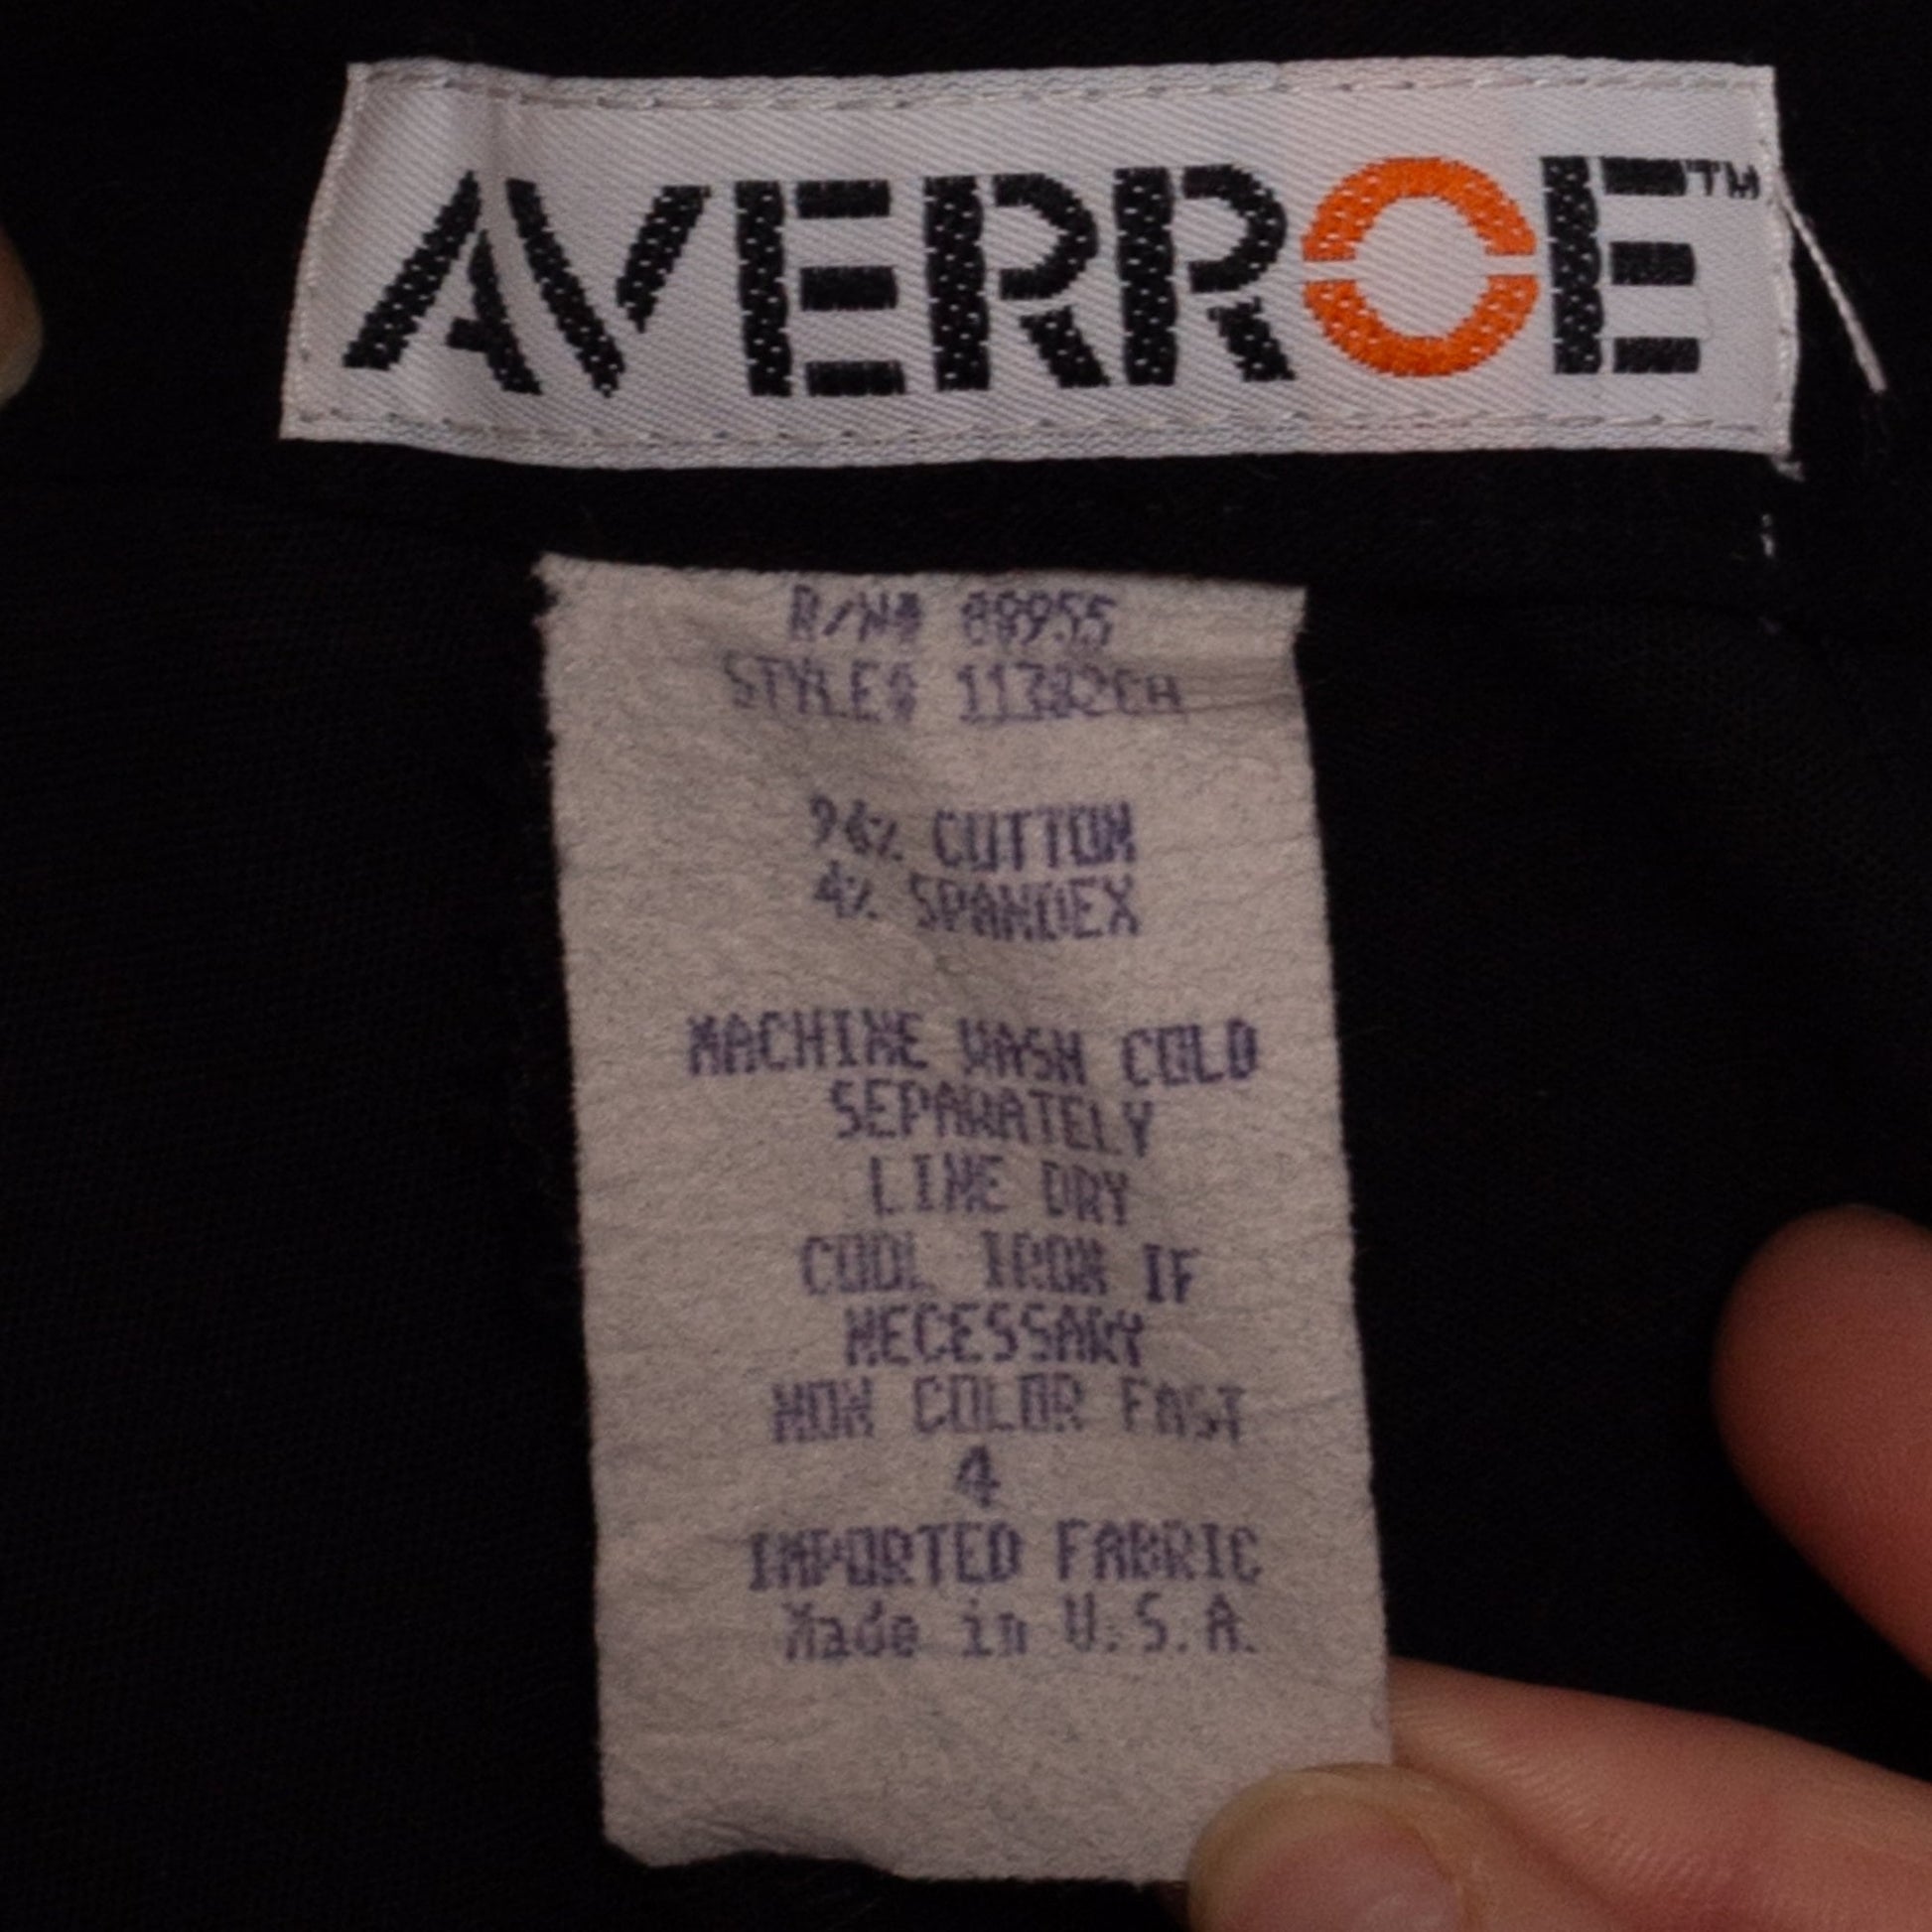 AVERROE™
R/N# 89955
STYLE# 11382CH
96% COTTON
4% SPANDEX
MACHINE WASH COLD
SEPARATELY
LINE DRY
COOL IRON IF
NECESSARY
NON COLOR FAST
4
IMPORTED FABRIC
Made in U.S.A.